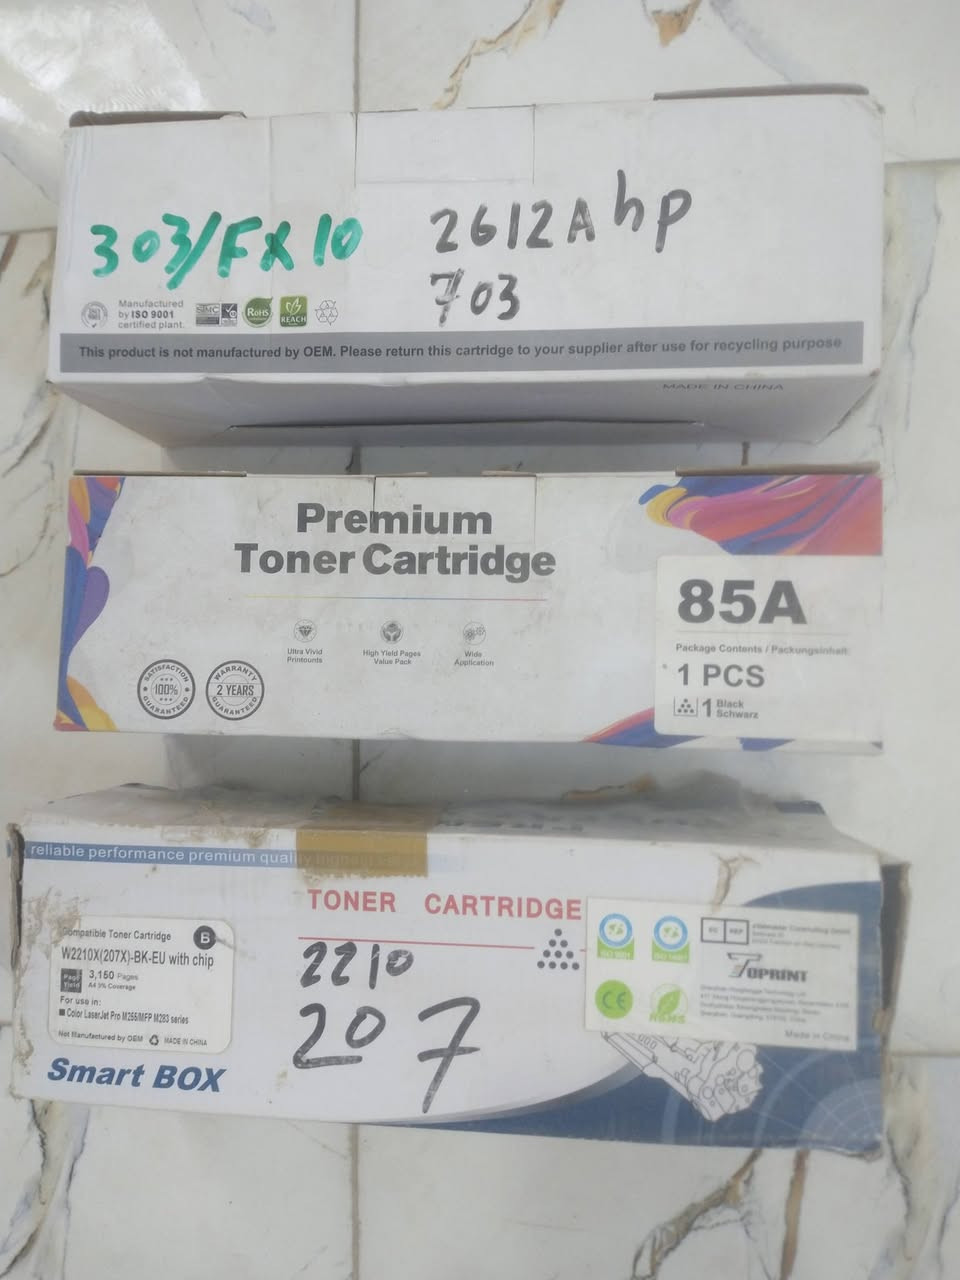 303/FX10
2612A hp
703
Manufactured
by ISO 9001
certified plant.
RoHS
REACH
This product is not manufactured by OEM. Please return this cartridge to your supplier after use for recycling purpose
MADE IN CHINA
Premium
Toner Cartridge
Ultra Vivid
Printounts
High Yield Pages
Value Pack
Wide
Application
SATISFACTION
100%
GUARANTEED
WARRANTY
2 YEARS
GUARANTEED
85A
Package Contents / Packungsinhalt:
1 PCS
1 Black
Schwarz
reliable performance premium quality
TONER CARTRIDGE
2210
207
Compatible Toner Cartridge
B
W2210X(207X)-BK-EU with chip
Page
Yield
3,150 Pages
A4 5% Coverage
For use in:
Color LaserJet Pro M255/MFP M283 series
Not Manufactured by OEM
MADE IN CHINA
Smart BOX
EC REP
TOPRINT
CE
RoHS
Made in China